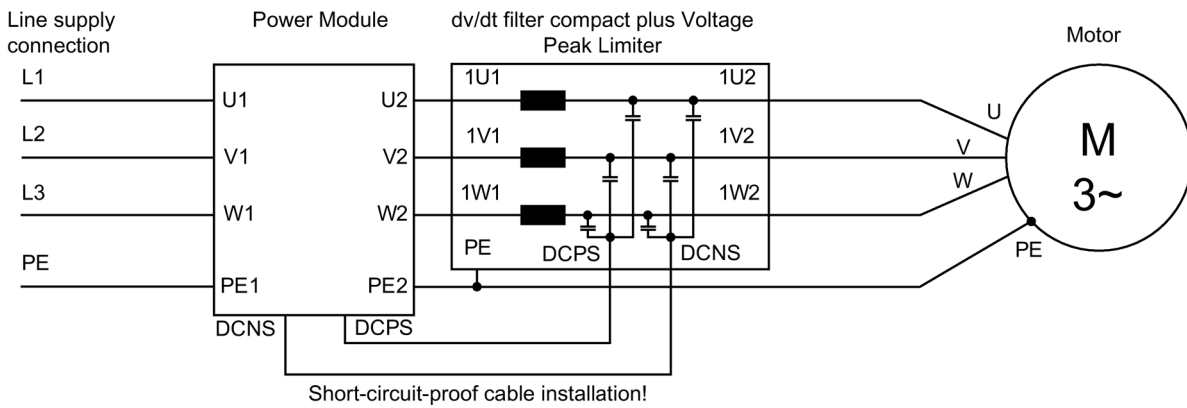 Line supply
connection
Power Module
dv/dt filter compact plus Voltage
Peak Limiter
Motor
L1
U1
U2
1U1
1U2
U
L2
V1
V2
1V1
1V2
V
M
3~
L3
W1
W2
1W1
1W2
W
PE
PE1
PE2
PE
DCPS
DCNS
PE
DCNS
DCPS
Short-circuit-proof cable installation!